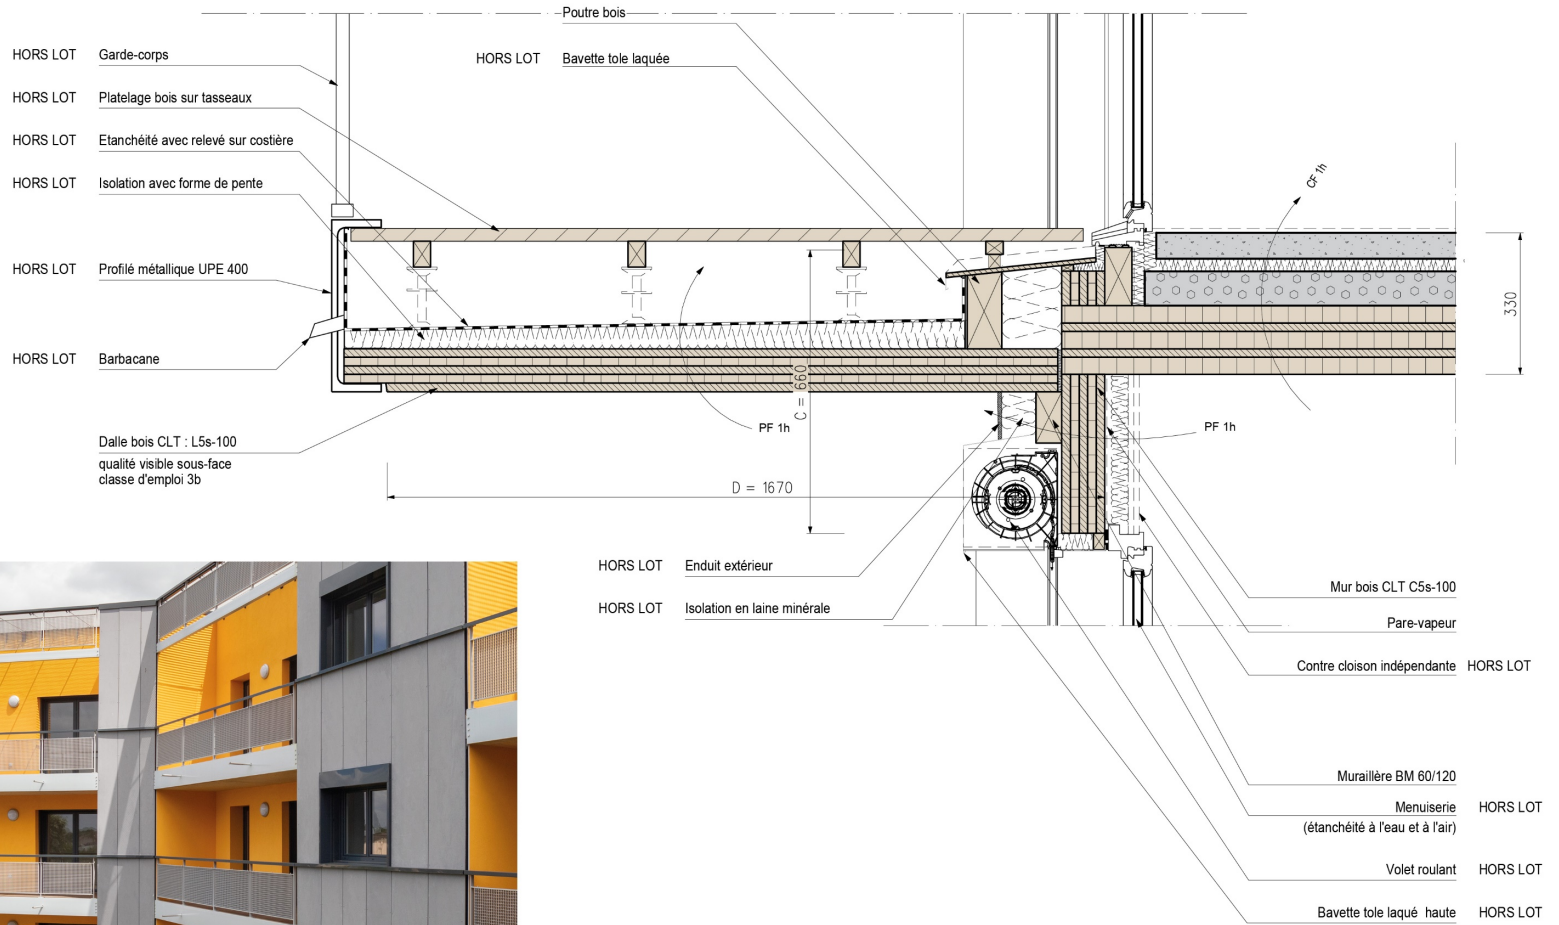 Poutre bois
HORS LOT Garde-corps
HORS LOT Bavette tole laquée
HORS LOT Platelage bois sur tasseaux
HORS LOT Etanchéité avec relevé sur costière
HORS LOT Isolation avec forme de pente
CF 1h
HORS LOT Profilé métallique UPE 400
330
HORS LOT Barbacane
C = 660
PF 1h
PF 1h
Dalle bois CLT : L5s-100
qualité visible sous-face
classe d'emploi 3b
D = 1670
HORS LOT Enduit extérieur
HORS LOT Isolation en laine minérale
Mur bois CLT C5s-100
Pare-vapeur
Contre cloison indépendante HORS LOT
Muraillère BM 60/120
Menuiserie HORS LOT
(étanchéité à l'eau et à l'air)
Volet roulant HORS LOT
Bavette tole laqué haute HORS LOT